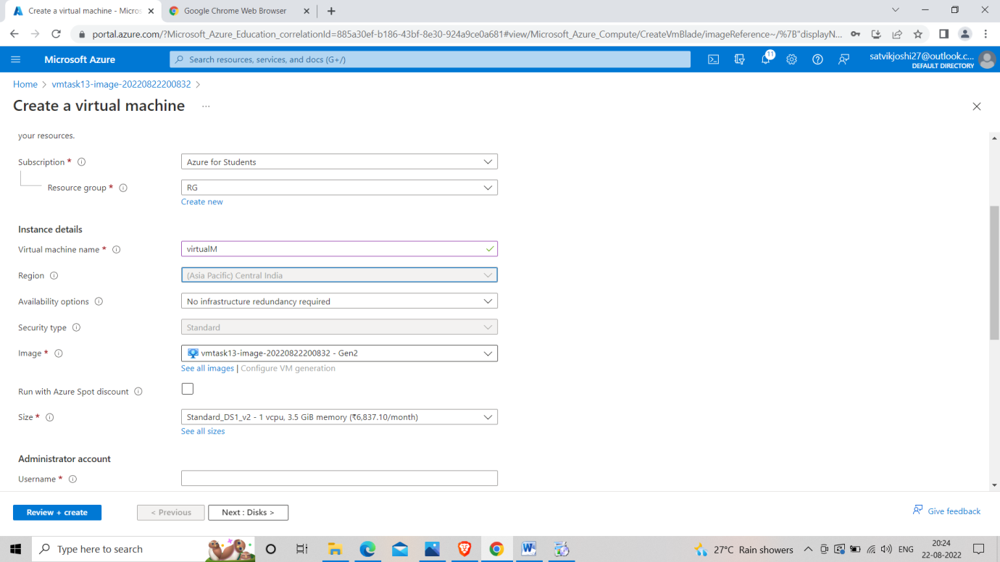 Create a virtual machine - Micros
Google Chrome Web Browser
portal.azure.com/?Microsoft_Azure_Education_correlationId=885a30ef-b186-43bf-8e30-924a9ce0a681#view/Microsoft_Azure_Compute/CreateVmBlade/imageReference~/%7B"displayN...
Microsoft Azure
Search resources, services, and docs (G+/)
11
satvikjoshi27@outlook.c...
DEFAULT DIRECTORY
Home > vmtask13-image-20220822200832 >
Create a virtual machine ...
your resources.
Subscription * Azure for Students
Resource group * RG
Create new
Instance details
Virtual machine name * virtualM
Region (Asia Pacific) Central India
Availability options No infrastructure redundancy required
Security type Standard
Image * vmtask13-image-20220822200832 - Gen2
See all images | Configure VM generation
Run with Azure Spot discount
Size * Standard_DS1_v2 - 1 vcpu, 3.5 GiB memory (₹6,837.10/month)
See all sizes
Administrator account
Username *
Review + create < Previous Next : Disks > Give feedback
Type here to search
27°C Rain showers ENG
20:24
22-08-2022